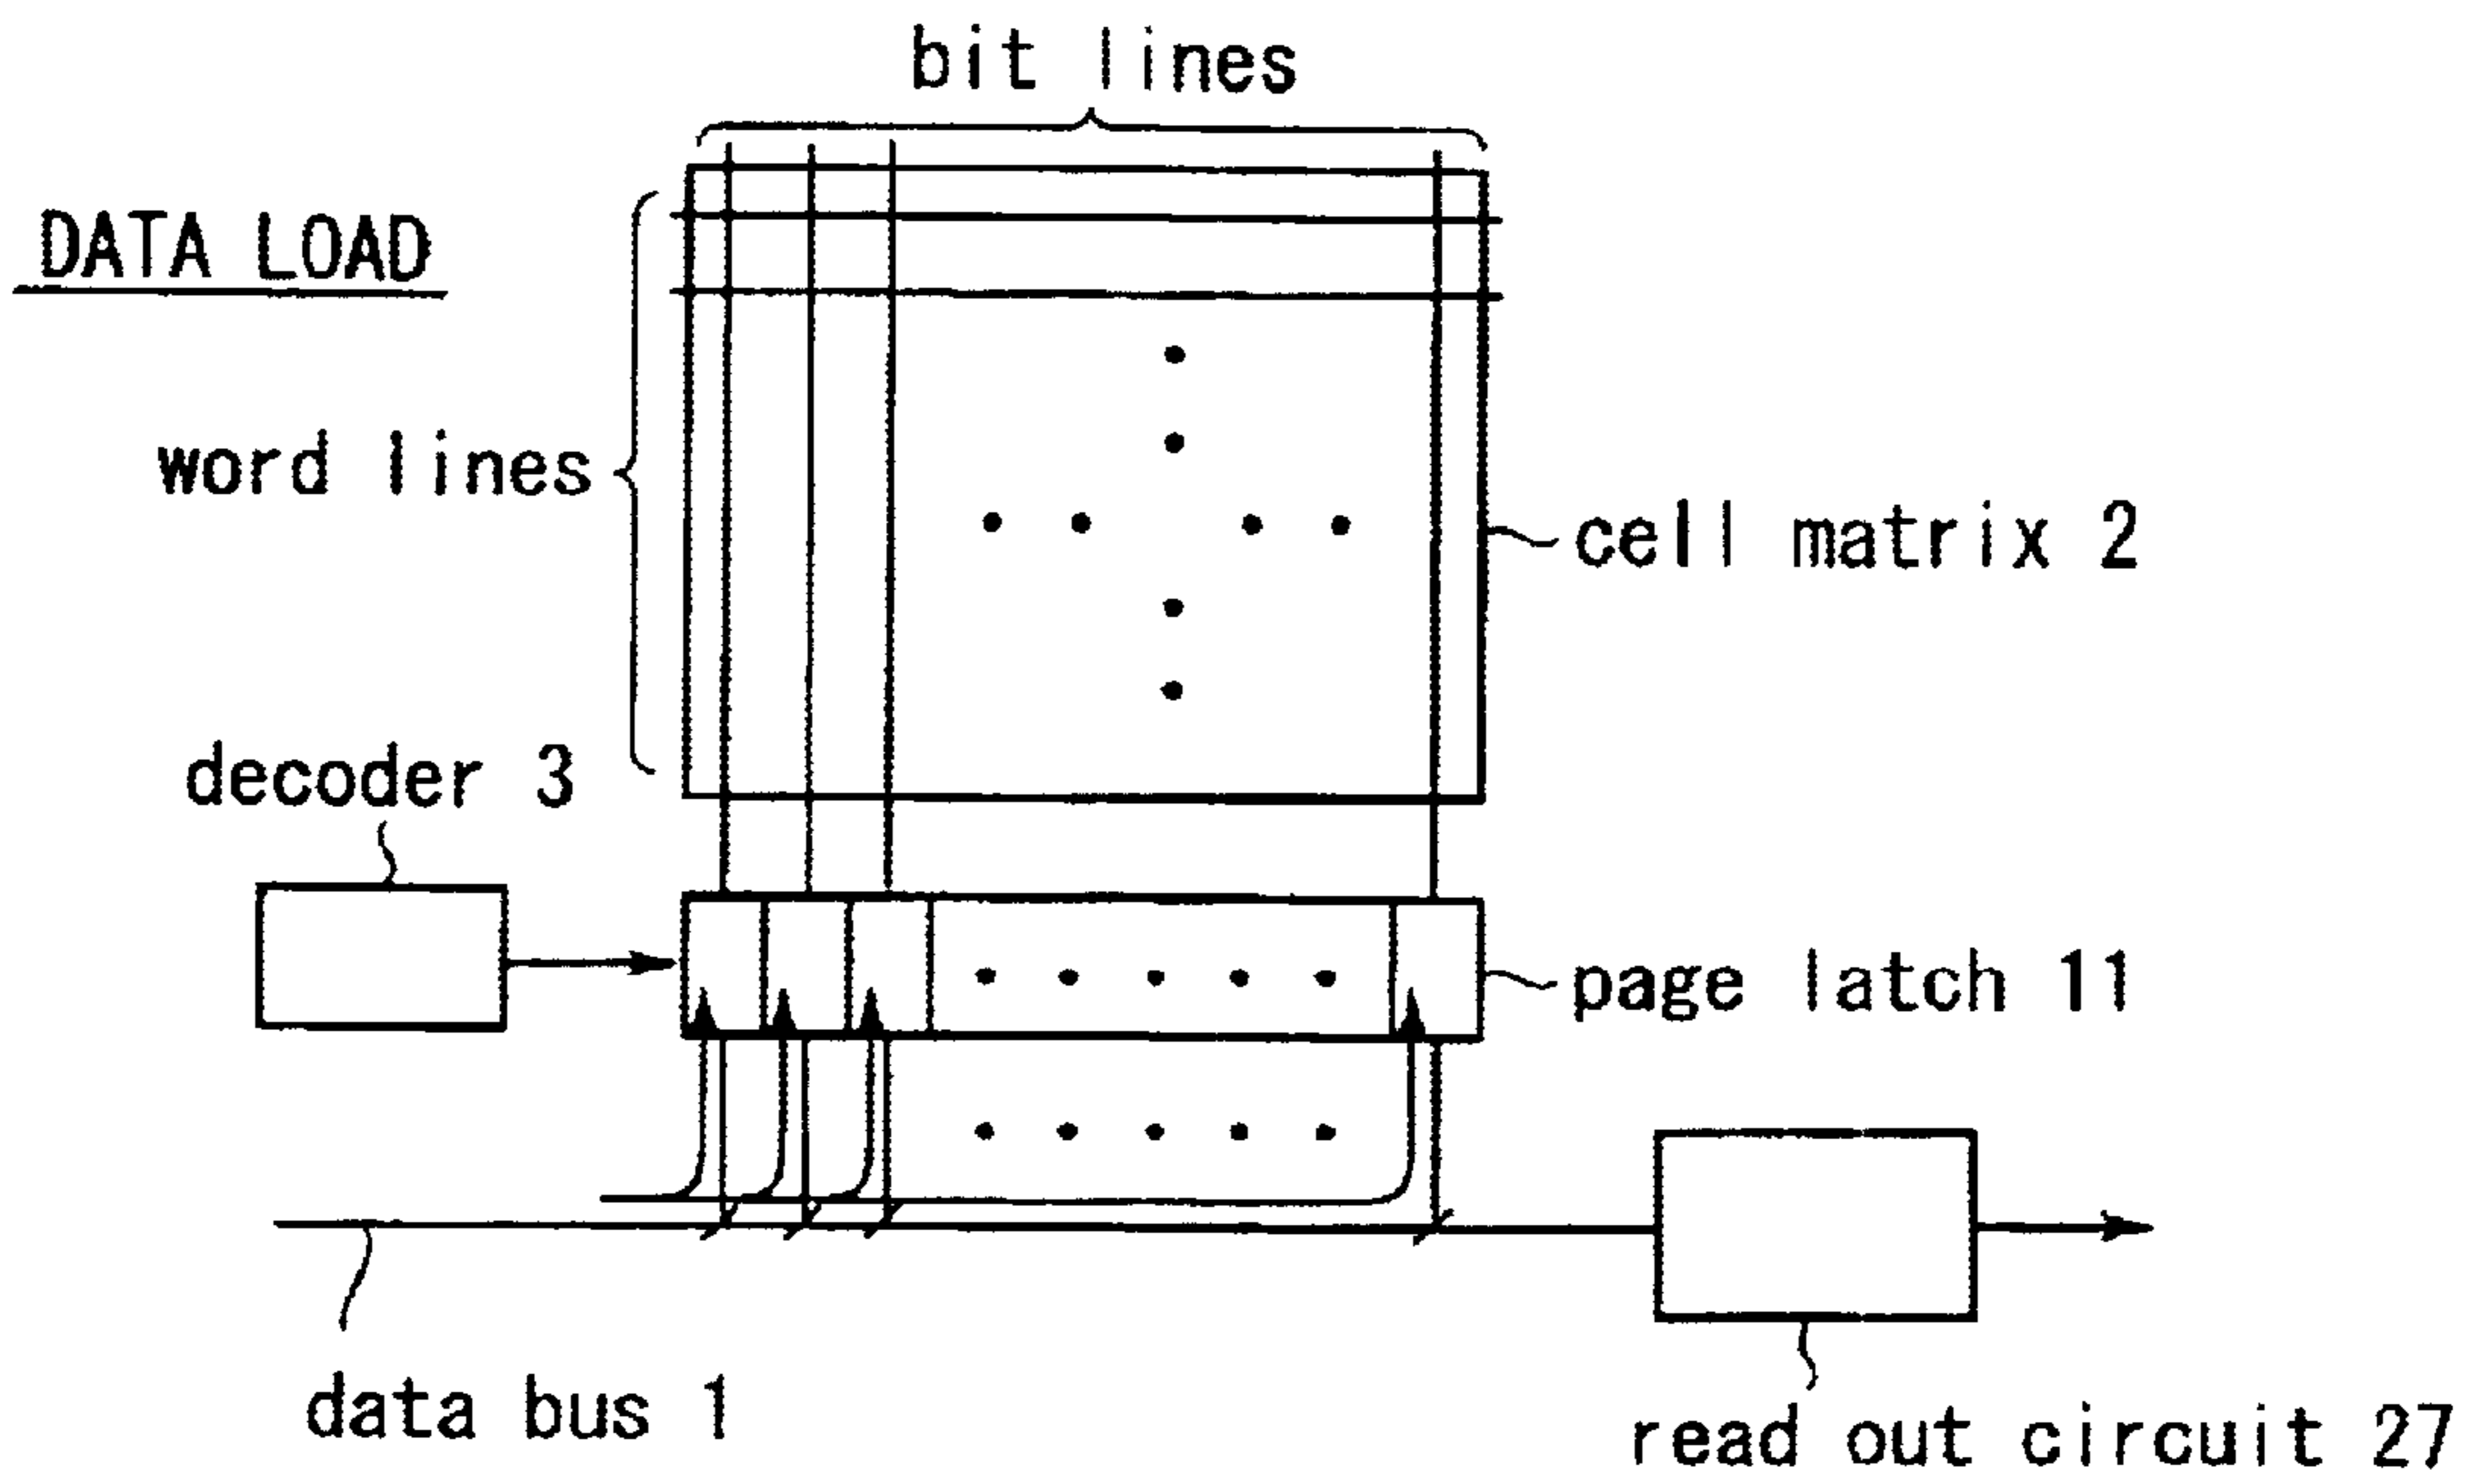 bit lines
DATA LOAD
word lines
cell matrix 2
decoder 3
page latch 11
data bus 1
read out circuit 27